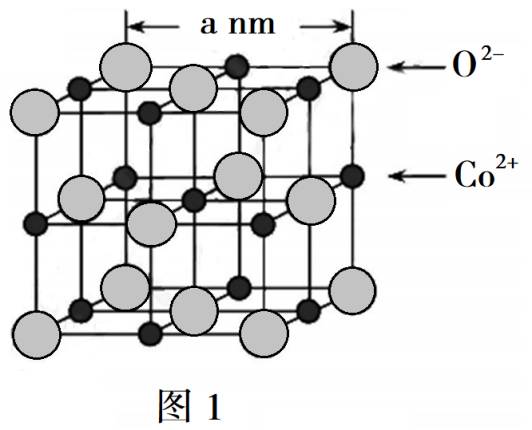 a nm
O²⁻
Co²⁺
图 1